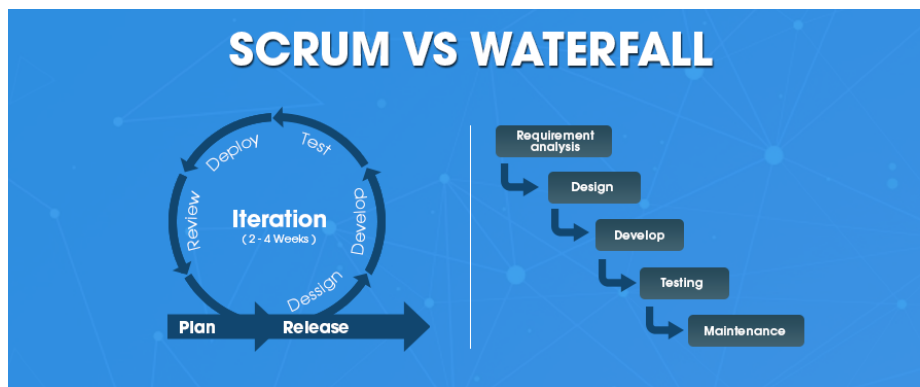 SCRUM VS WATERFALL
Deploy
Test
Review
Iteration
( 2 - 4 Weeks )
Develop
Dessign
Plan
Release
Requirement
analysis
Design
Develop
Testing
Maintenance